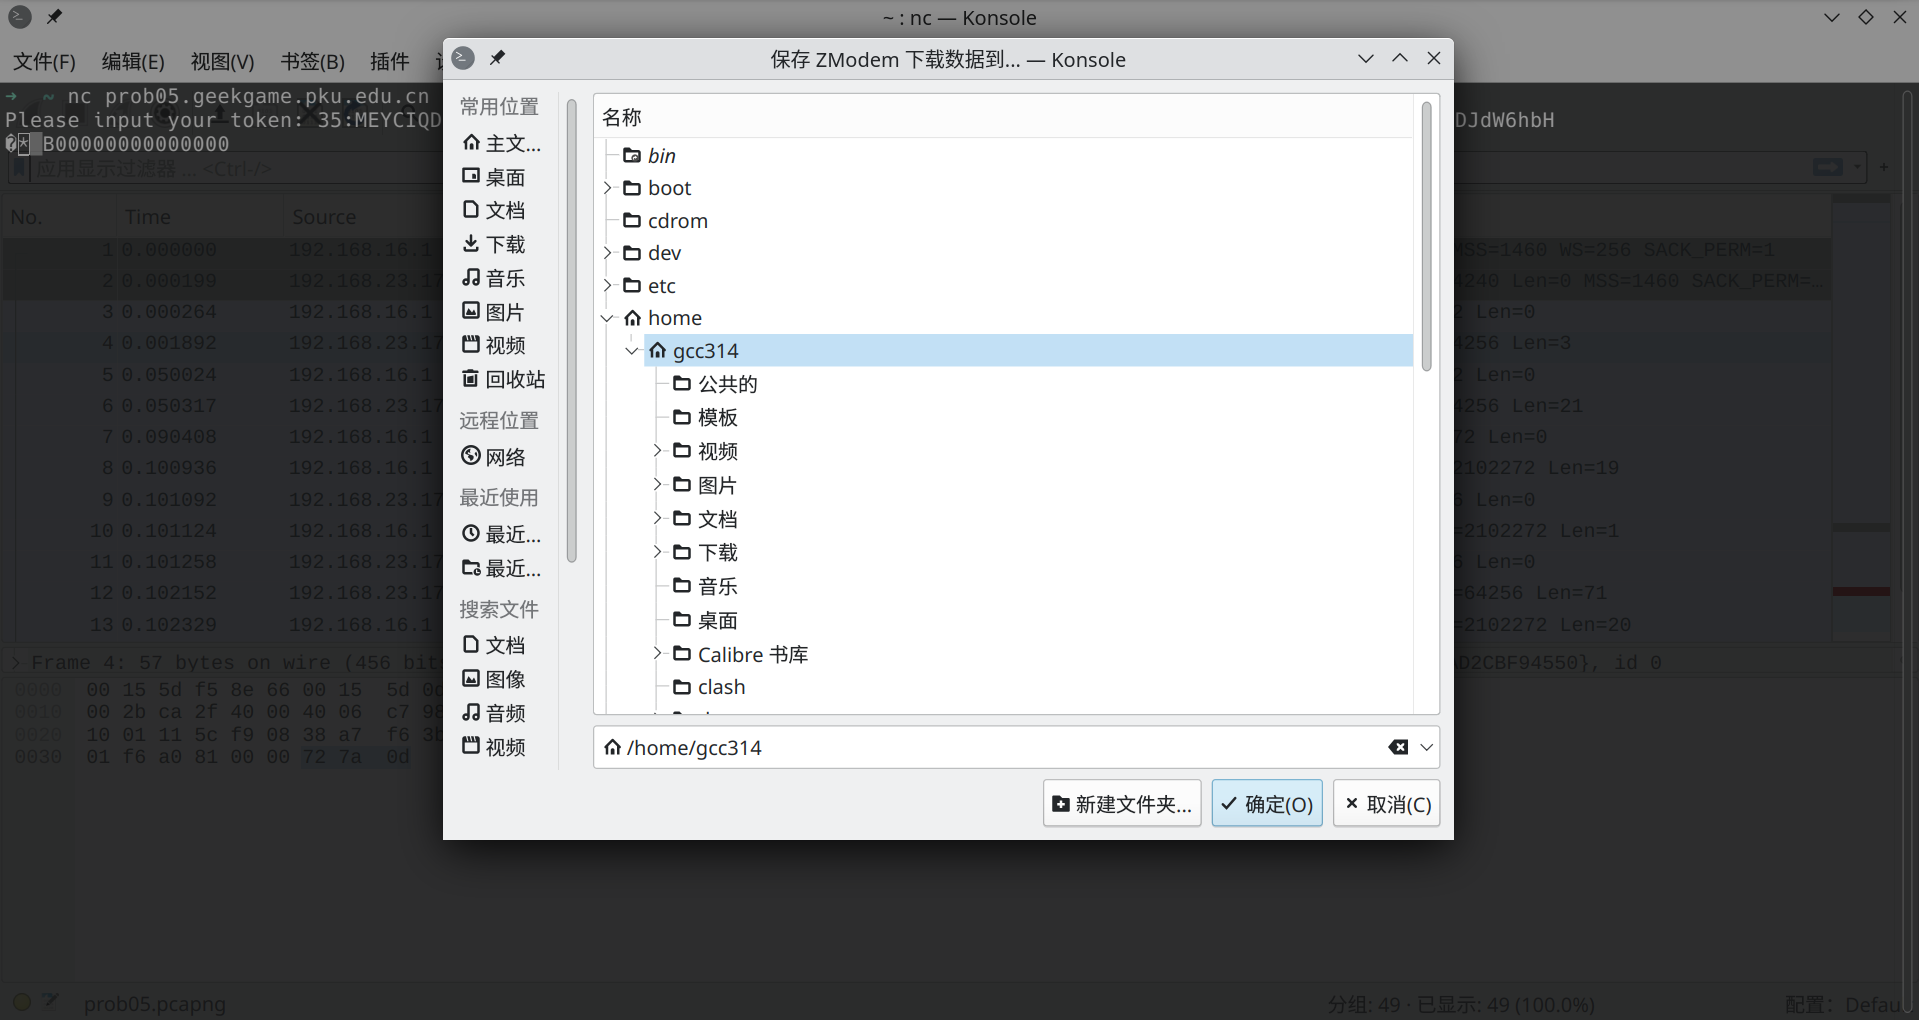 ~ : nc — Konsole
文件(F) 编辑(E) 视图(V) 书签(B) 插件
→ ~ nc prob05.geekgame.pku.edu.cn
Please input your token: 35:MEYCIQD
DJdW6hbH
B00000000000000
应用显示过滤器 … <Ctrl-/>
No. Time Source
1 0.000000 192.168.16.1 MSS=1460 WS=256 SACK_PERM=1
2 0.000199 192.168.23.17 4240 Len=0 MSS=1460 SACK_PERM=…
3 0.000264 192.168.16.1 2 Len=0
4 0.001892 192.168.16.1 4256 Len=3
5 0.050024 192.168.16.1 2 Len=0
6 0.050317 192.168.23.17 4256 Len=21
7 0.090408 192.168.16.1 72 Len=0
8 0.100936 192.168.16.1 2102272 Len=19
9 0.101092 192.168.23.17 6 Len=0
10 0.101124 192.168.16.1 =2102272 Len=1
11 0.101258 192.168.23.17 6 Len=0
12 0.102152 192.168.23.17 =64256 Len=71
13 0.102329 192.168.16.1 =2102272 Len=20
Frame 4: 57 bytes on wire (456 bit AD2CBF94550}, id 0
0000 00 15 5d f5 8e 66 00 15 5d 0d
0010 00 2b ca 2f 40 00 40 06 c7 98
0020 10 01 11 5c f9 08 38 a7 f6 3b
0030 01 f6 a0 81 00 00 72 7a 0d
prob05.pcapng
分组: 49 · 已显示: 49 (100.0%)
配置: Defau
保存 ZModem 下载数据到... — Konsole
常用位置
主文...
桌面
文档
下载
音乐
图片
视频
回收站
远程位置
网络
最近使用
最近...
最近...
搜索文件
文档
图像
音频
视频
名称
bin
boot
cdrom
dev
etc
home
gcc314
公共的
模板
视频
图片
文档
下载
音乐
桌面
Calibre 书库
clash
/home/gcc314
新建文件夹...
确定(O)
取消(C)